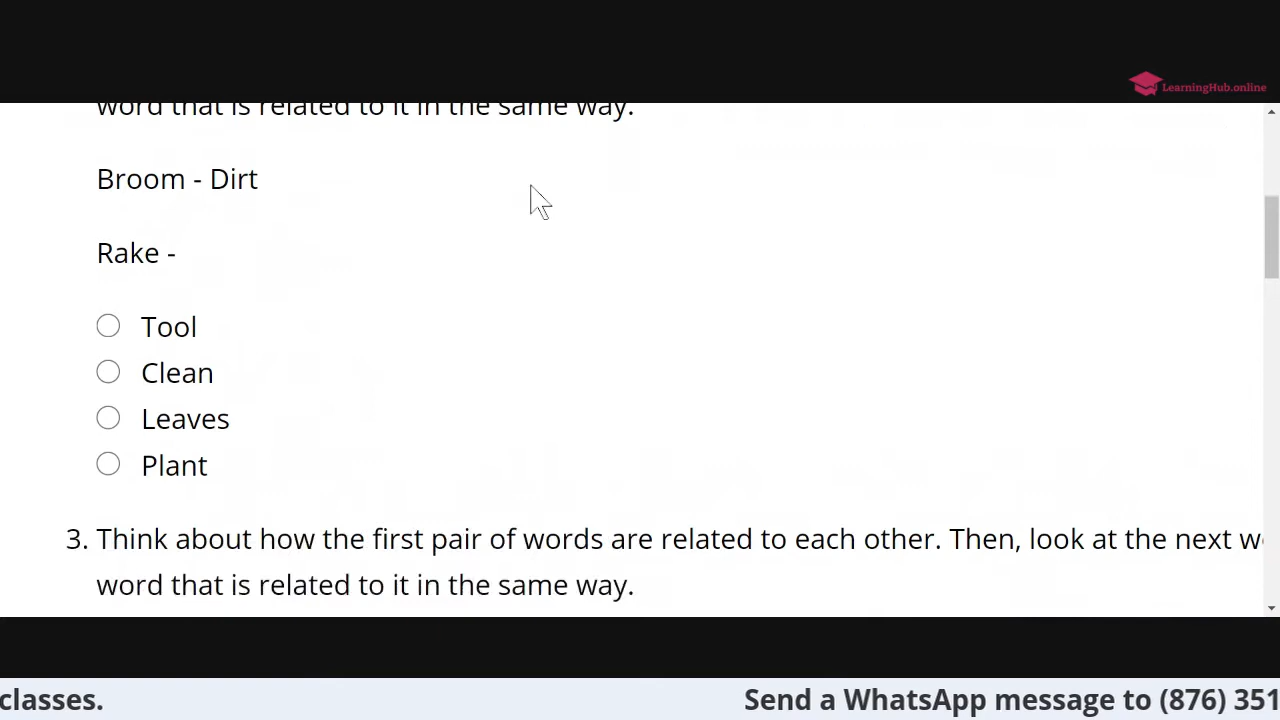 LearningHub.online
word that is related to it in the same way.
Broom - Dirt
Rake -
Tool
Clean
Leaves
Plant
3. Think about how the first pair of words are related to each other. Then, look at the next
word that is related to it in the same way.
classes. Send a WhatsApp message to (876) 351